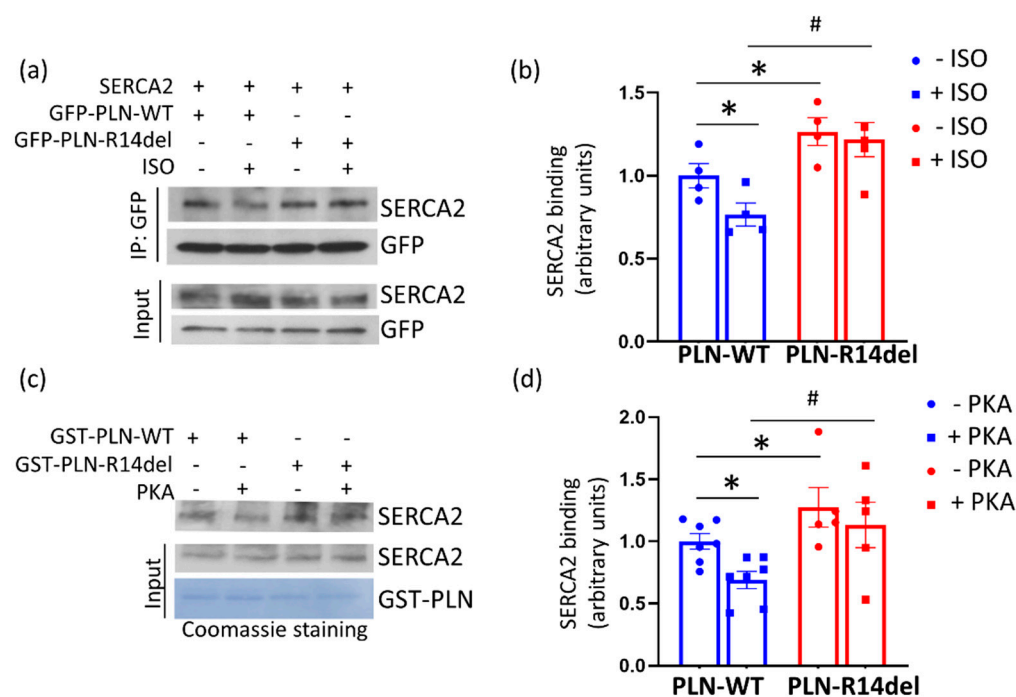 (a)
SERCA2 + + + +
GFP-PLN-WT + + - -
GFP-PLN-R14del - - + +
ISO - + - +
IP: GFP
SERCA2
GFP
Input
SERCA2
GFP
(b)
SERCA2 binding
(arbitrary units)
1.5
1.0
0.5
0.0
*
*
#
PLN-WT PLN-R14del
- ISO
+ ISO
- ISO
+ ISO
(c)
GST-PLN-WT + + - -
GST-PLN-R14del - - + +
PKA - + - +
SERCA2
Input
SERCA2
GST-PLN
Coomassie staining
(d)
SERCA2 binding
(arbitrary units)
2.0
1.5
1.0
0.5
0.0
*
*
#
PLN-WT PLN-R14del
- PKA
+ PKA
- PKA
+ PKA